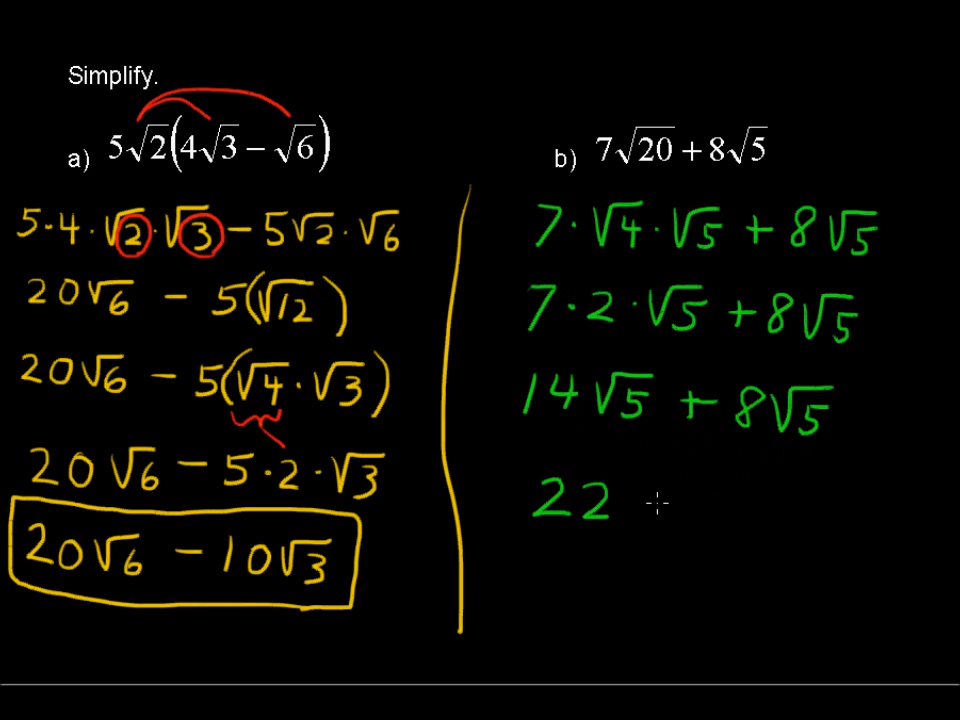 Simplify.
a) 5√2(4√3 − √6)
5·4·√2·√3 − 5√2·√6
20√6 − 5(√12)
20√6 − 5(√4·√3)
20√6 − 5·2·√3
20√6 − 10√3
b) 7√20 + 8√5
7·√4·√5 + 8√5
7·2·√5 + 8√5
14√5 + 8√5
22